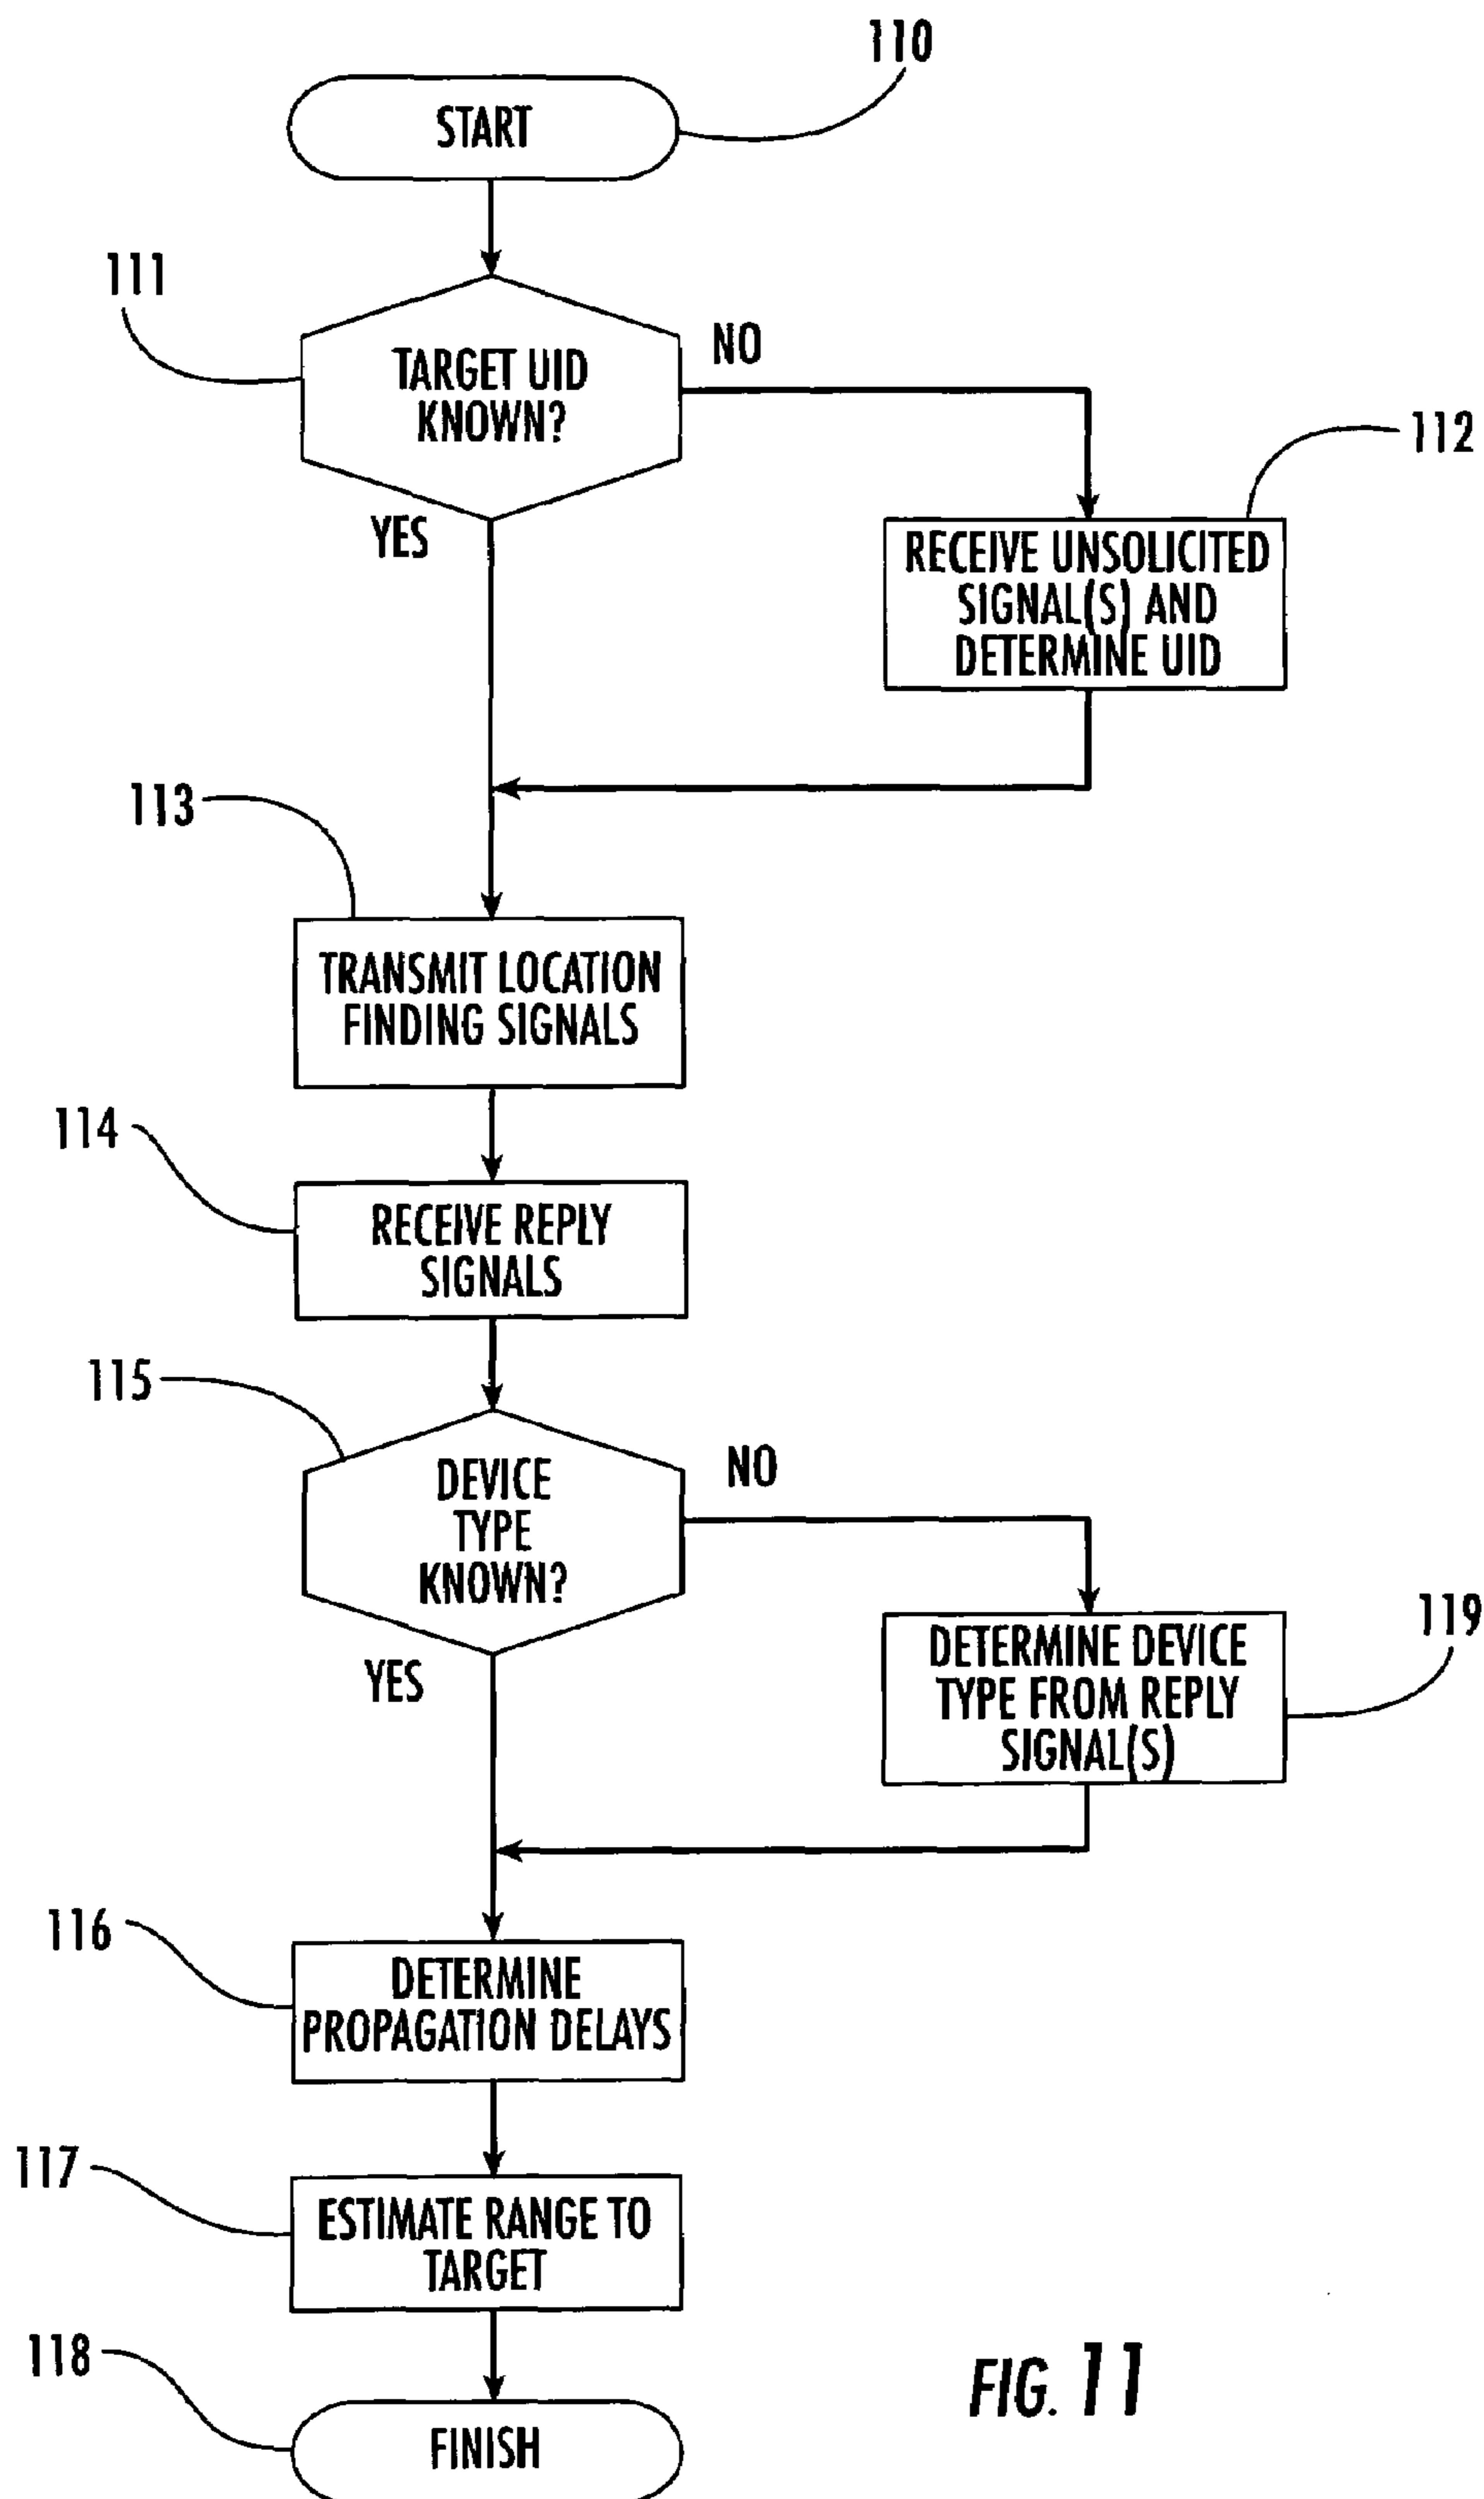 110
START
111
TARGET UID
KNOWN?
NO
YES
112
RECEIVE UNSOLICITED
SIGNAL(S) AND
DETERMINE UID
113
TRANSMIT LOCATION
FINDING SIGNALS
114
RECEIVE REPLY
SIGNALS
115
DEVICE
TYPE
KNOWN?
NO
YES
119
DETERMINE DEVICE
TYPE FROM REPLY
SIGNAL(S)
116
DETERMINE
PROPAGATION DELAYS
117
ESTIMATE RANGE TO
TARGET
118
FINISH
FIG. 11